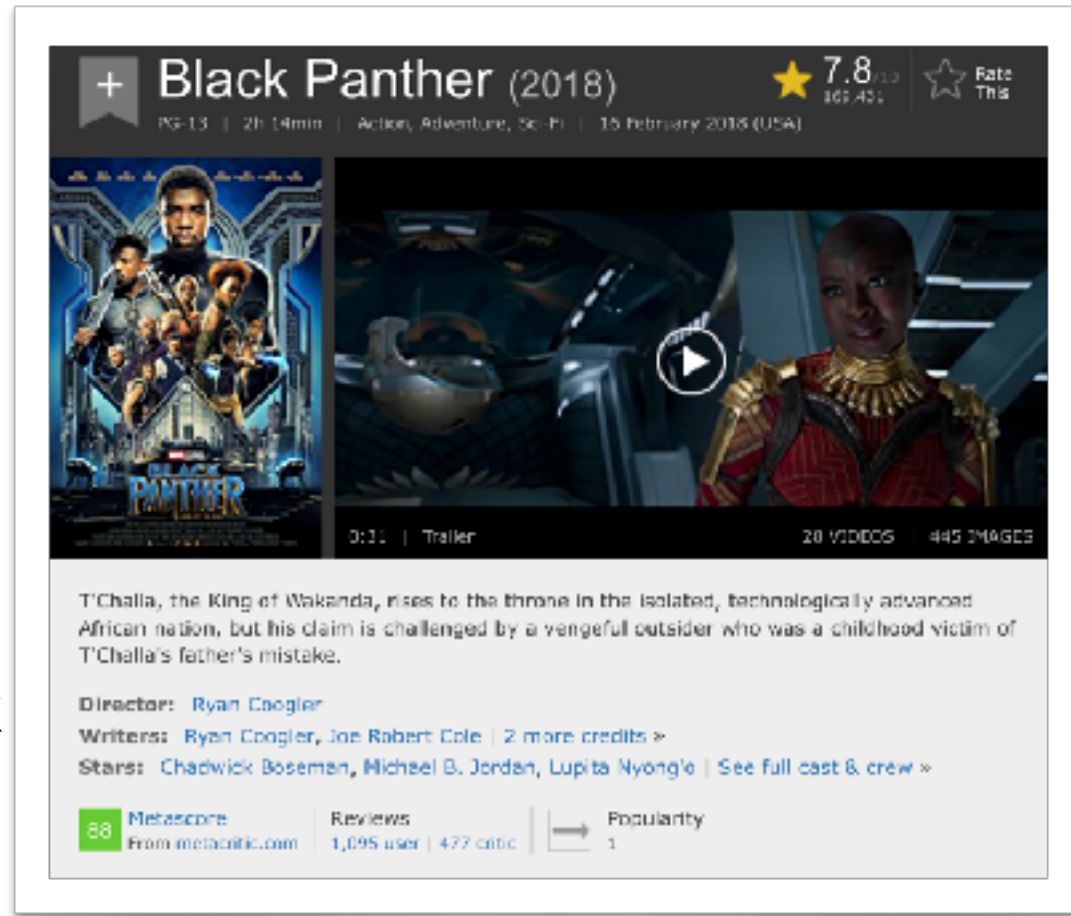 + Black Panther (2018)
7.8/10
169,431
Rate
This
PG-13 | 2h 14min | Action, Adventure, Sci-Fi | 16 February 2018 (USA)
MARVEL
BLACK
PANTHER
0:31 | Trailer
28 VIDEOS | 445 IMAGES
T'Challa, the King of Wakanda, rises to the throne in the isolated, technologically advanced
African nation, but his claim is challenged by a vengeful outsider who was a childhood victim of
T'Challa's father's mistake.
Director: Ryan Coogler
Writers: Ryan Coogler, Joe Robert Cole | 2 more credits »
Stars: Chadwick Boseman, Michael B. Jordan, Lupita Nyong'o | See full cast & crew »
88
Metascore
From metacritic.com
Reviews
1,095 user | 477 critic
Popularity
1